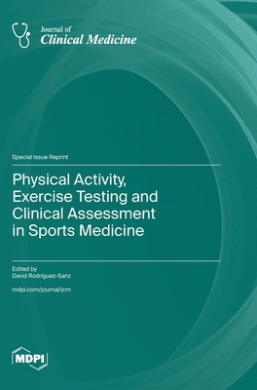 Journal of
Clinical Medicine
Special Issue Reprint
Physical Activity,
Exercise Testing and
Clinical Assessment
in Sports Medicine
Edited by
David Rodriguez-Sanz
mdpi.com/journal/jcm
MDPI